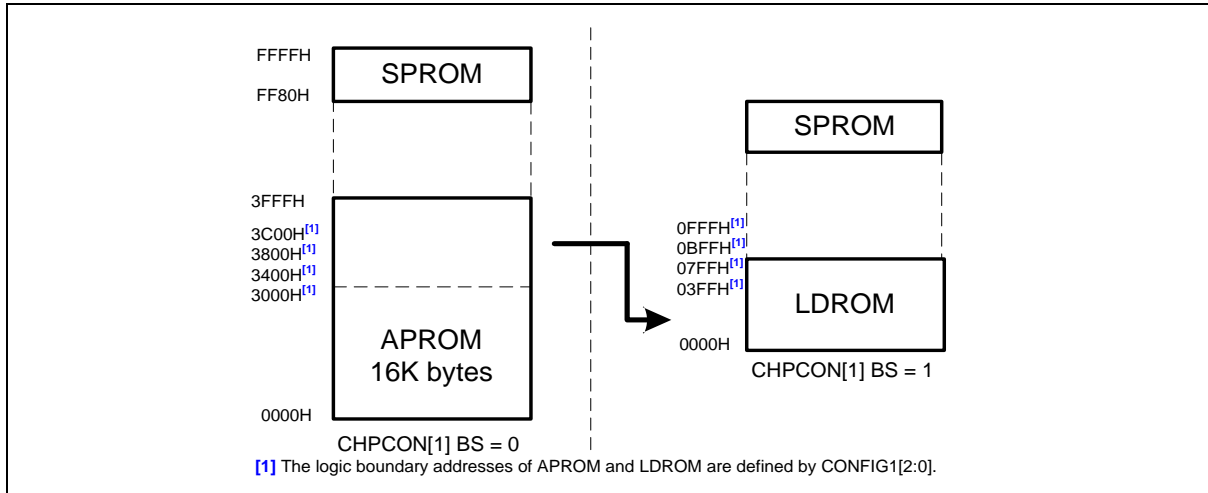 FFFFH
SPROM
FF80H
3FFFH
3C00H[1]
3800H[1]
3400H[1]
3000H[1]
APROM
16K bytes
0000H
CHPCON[1] BS = 0
SPROM
0FFFH[1]
0BFFH[1]
07FFH[1]
03FFH[1]
LDROM
0000H
CHPCON[1] BS = 1
[1] The logic boundary addresses of APROM and LDROM are defined by CONFIG1[2:0].